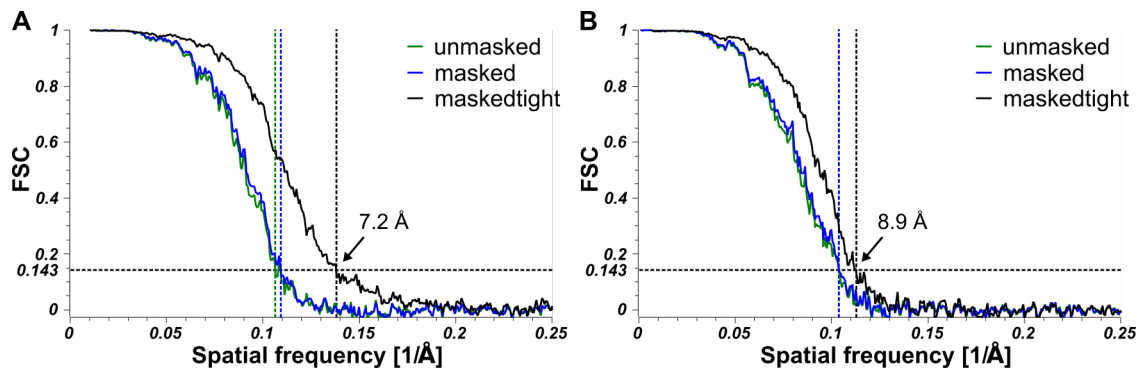 A
1
0.8
0.6
0.4
0.2
0.143
0
FSC
unmasked
masked
maskedtight
7.2 Å
0 0.05 0.1 0.15 0.2 0.25
Spatial frequency [1/Å]
B
1
0.8
0.6
0.4
0.2
0.143
0
FSC
unmasked
masked
maskedtight
8.9 Å
0 0.05 0.1 0.15 0.2 0.25
Spatial frequency [1/Å]